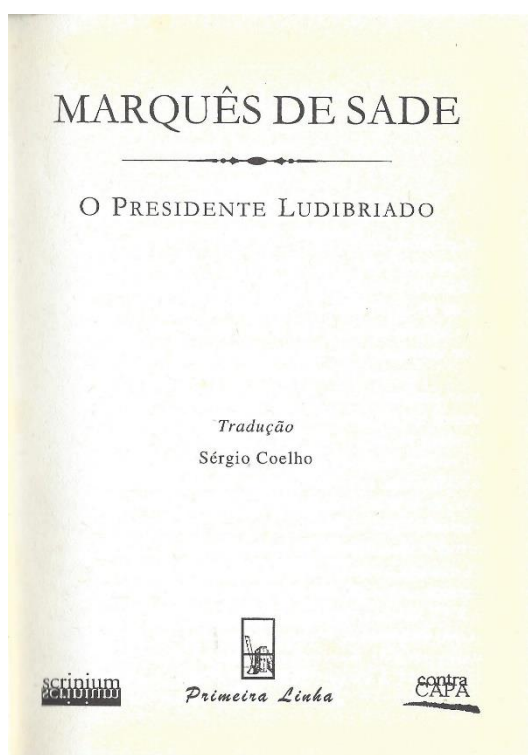 MARQUÊS DE SADE
O PRESIDENTE LUDIBRIADO
Tradução
Sérgio Coelho
scrinium
Primeira Linha
contra
CAPA